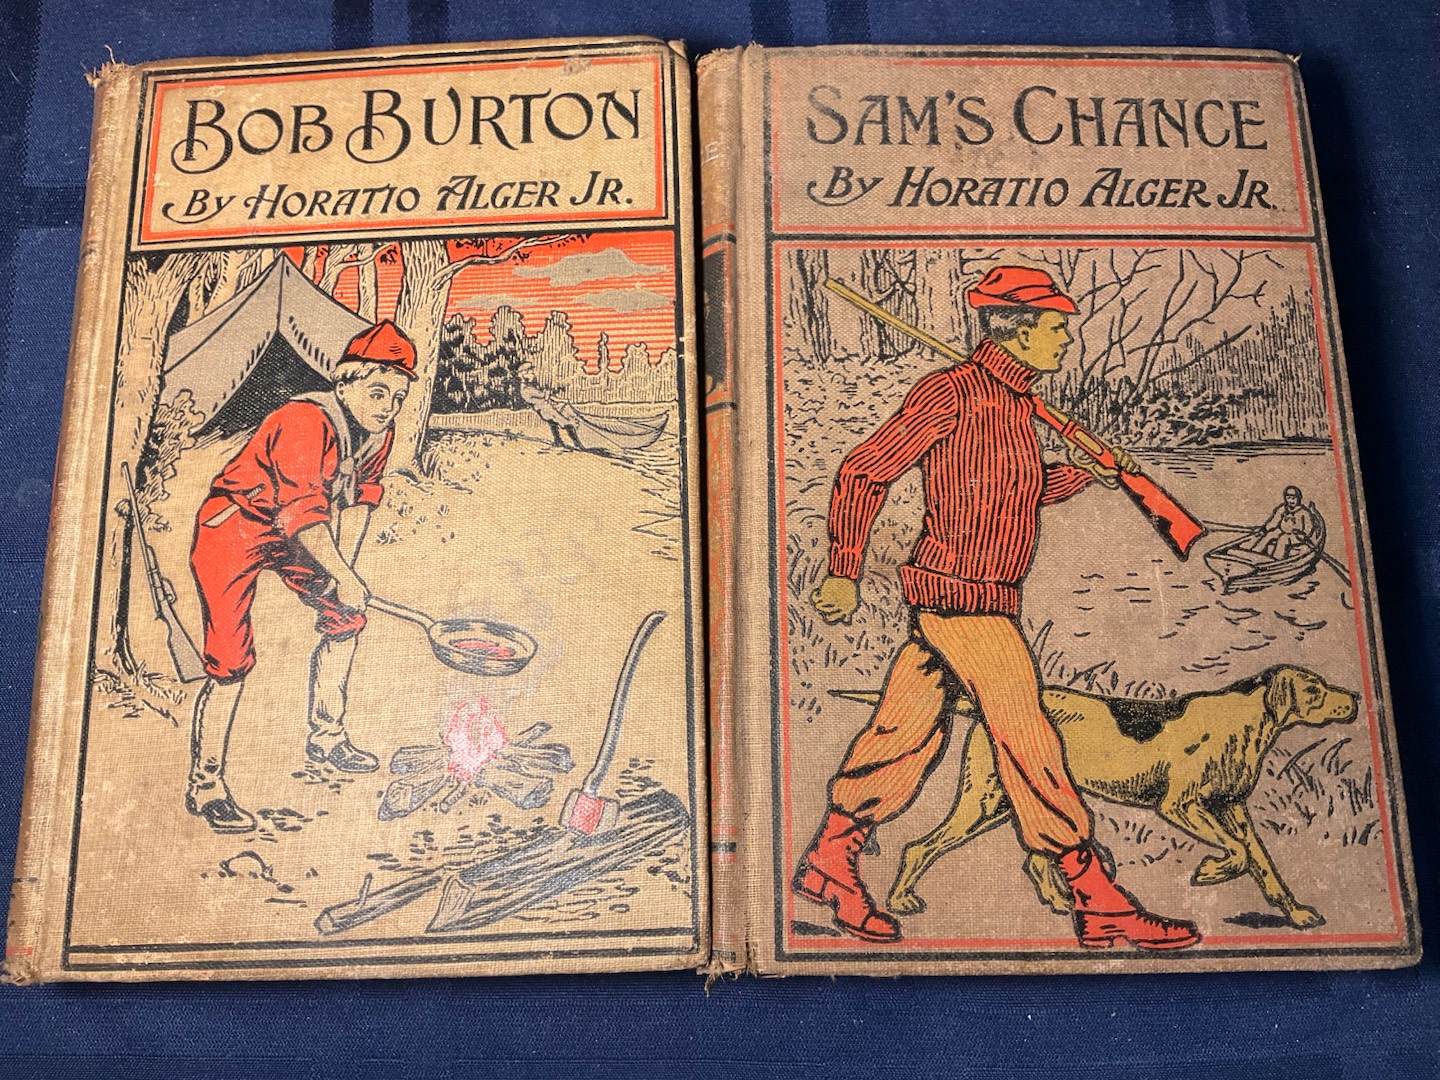 BOB BURTON
BY HORATIO ALGER JR.
SAM'S CHANCE
BY HORATIO ALGER JR.